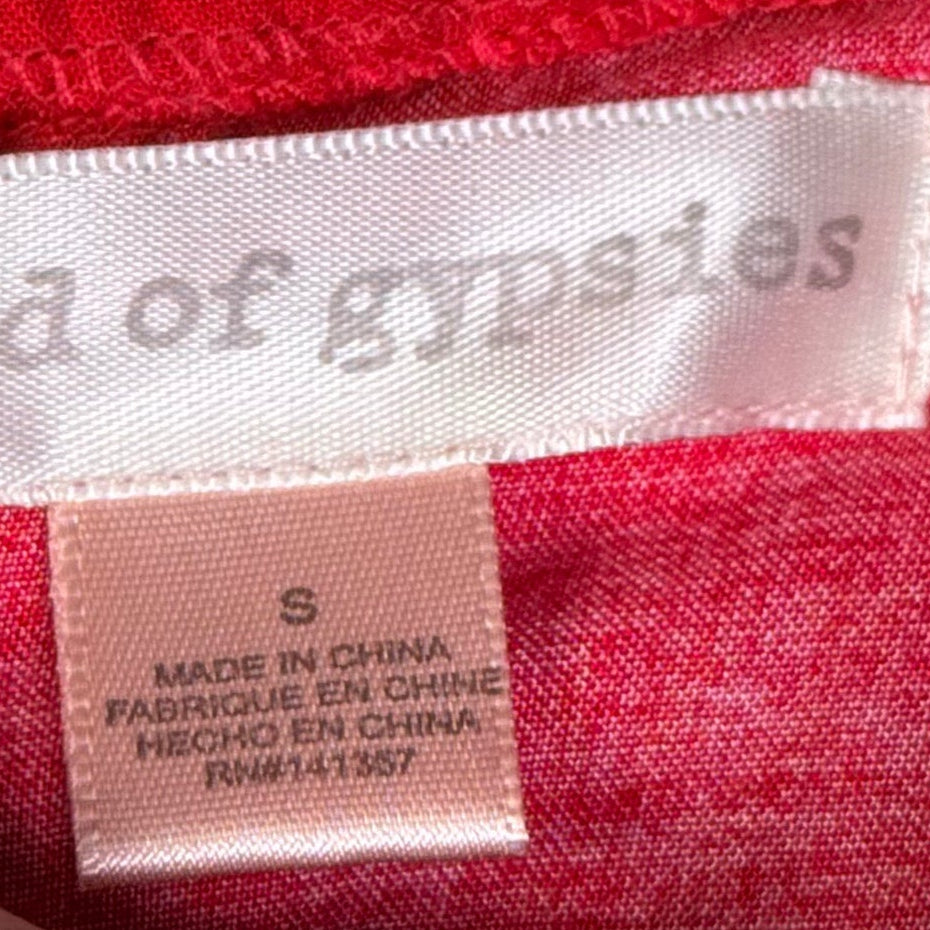 of gypsies
S
MADE IN CHINA
FABRIQUE EN CHINE
HECHO EN CHINA
RN#141357